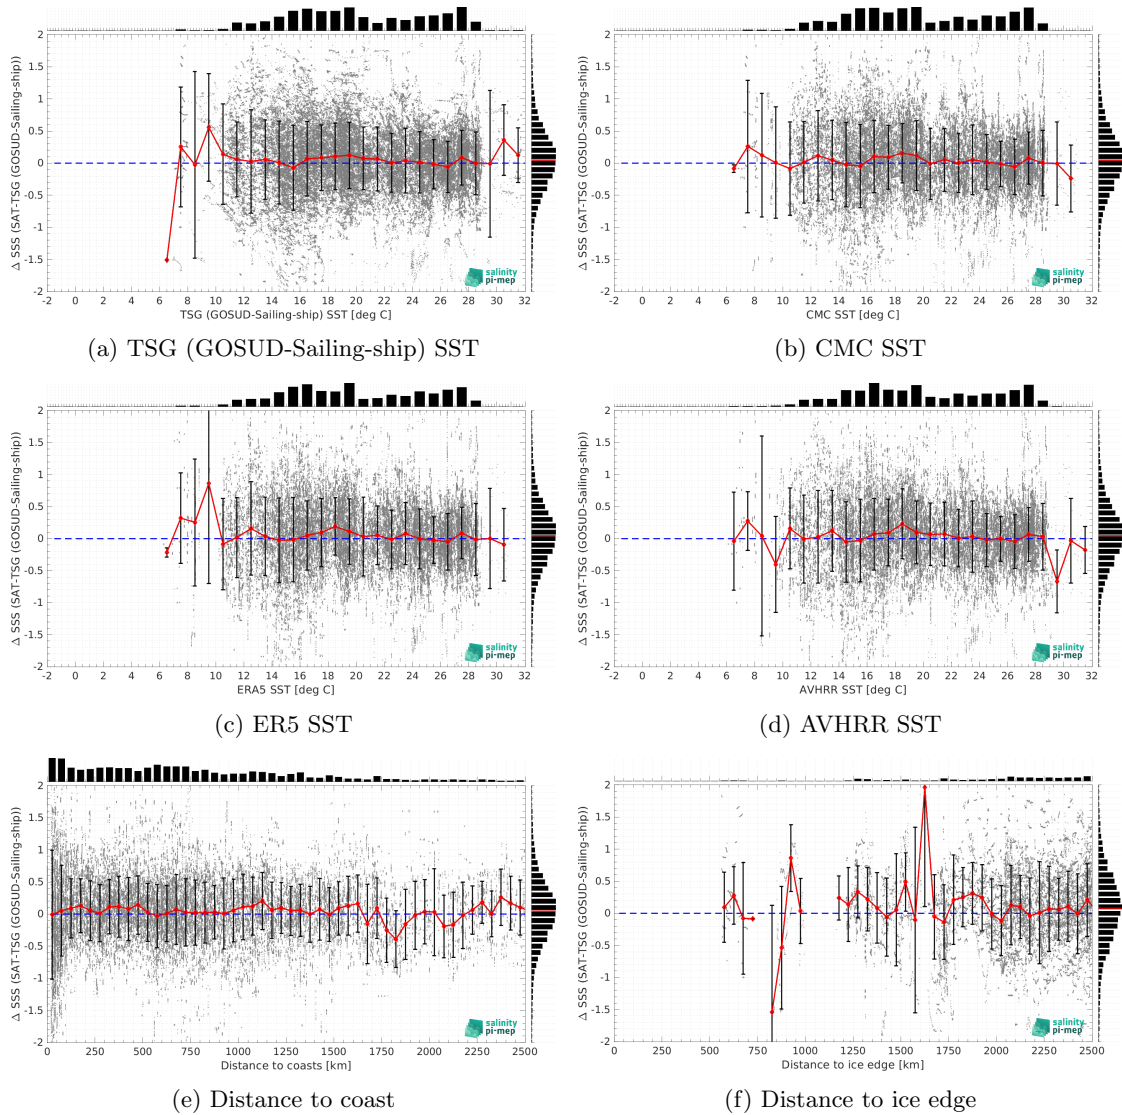 Δ SSS (SAT-TSG (GOSUD-Sailing-ship))
2
1.5
1
0.5
0
-0.5
-1
-1.5
-2
salinity
pi-mep
-2 0 2 4 6 8 10 12 14 16 18 20 22 24 26 28 30 32
TSG (GOSUD-Sailing-ship) SST [deg C]
(a) TSG (GOSUD-Sailing-ship) SST
Δ SSS (SAT-TSG (GOSUD-Sailing-ship))
2
1.5
1
0.5
0
-0.5
-1
-1.5
-2
salinity
pi-mep
-2 0 2 4 6 8 10 12 14 16 18 20 22 24 26 28 30 32
CMC SST [deg C]
(b) CMC SST
Δ SSS (SAT-TSG (GOSUD-Sailing-ship))
2
1.5
1
0.5
0
-0.5
-1
-1.5
-2
salinity
pi-mep
-2 0 2 4 6 8 10 12 14 16 18 20 22 24 26 28 30 32
ERA5 SST [deg C]
(c) ER5 SST
Δ SSS (SAT-TSG (GOSUD-Sailing-ship))
2
1.5
1
0.5
0
-0.5
-1
-1.5
-2
salinity
pi-mep
-2 0 2 4 6 8 10 12 14 16 18 20 22 24 26 28 30 32
AVHRR SST [deg C]
(d) AVHRR SST
Δ SSS (SAT-TSG (GOSUD-Sailing-ship))
2
1.5
1
0.5
0
-0.5
-1
-1.5
-2
salinity
pi-mep
0 250 500 750 1000 1250 1500 1750 2000 2250 2500
Distance to coasts [km]
(e) Distance to coast
Δ SSS (SAT-TSG (GOSUD-Sailing-ship))
2
1.5
1
0.5
0
-0.5
-1
-1.5
-2
salinity
pi-mep
0 250 500 750 1000 1250 1500 1750 2000 2250 2500
Distance to ice edge [km]
(f) Distance to ice edge